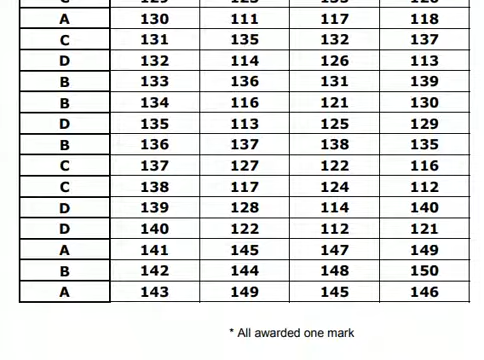 A 130 111 117 118
C 131 135 132 137
D 132 114 126 113
B 133 136 131 139
B 134 116 121 130
D 135 113 125 129
B 136 137 138 135
C 137 127 122 116
C 138 117 124 112
D 139 128 114 140
D 140 122 112 121
A 141 145 147 149
B 142 144 148 150
A 143 149 145 146
* All awarded one mark